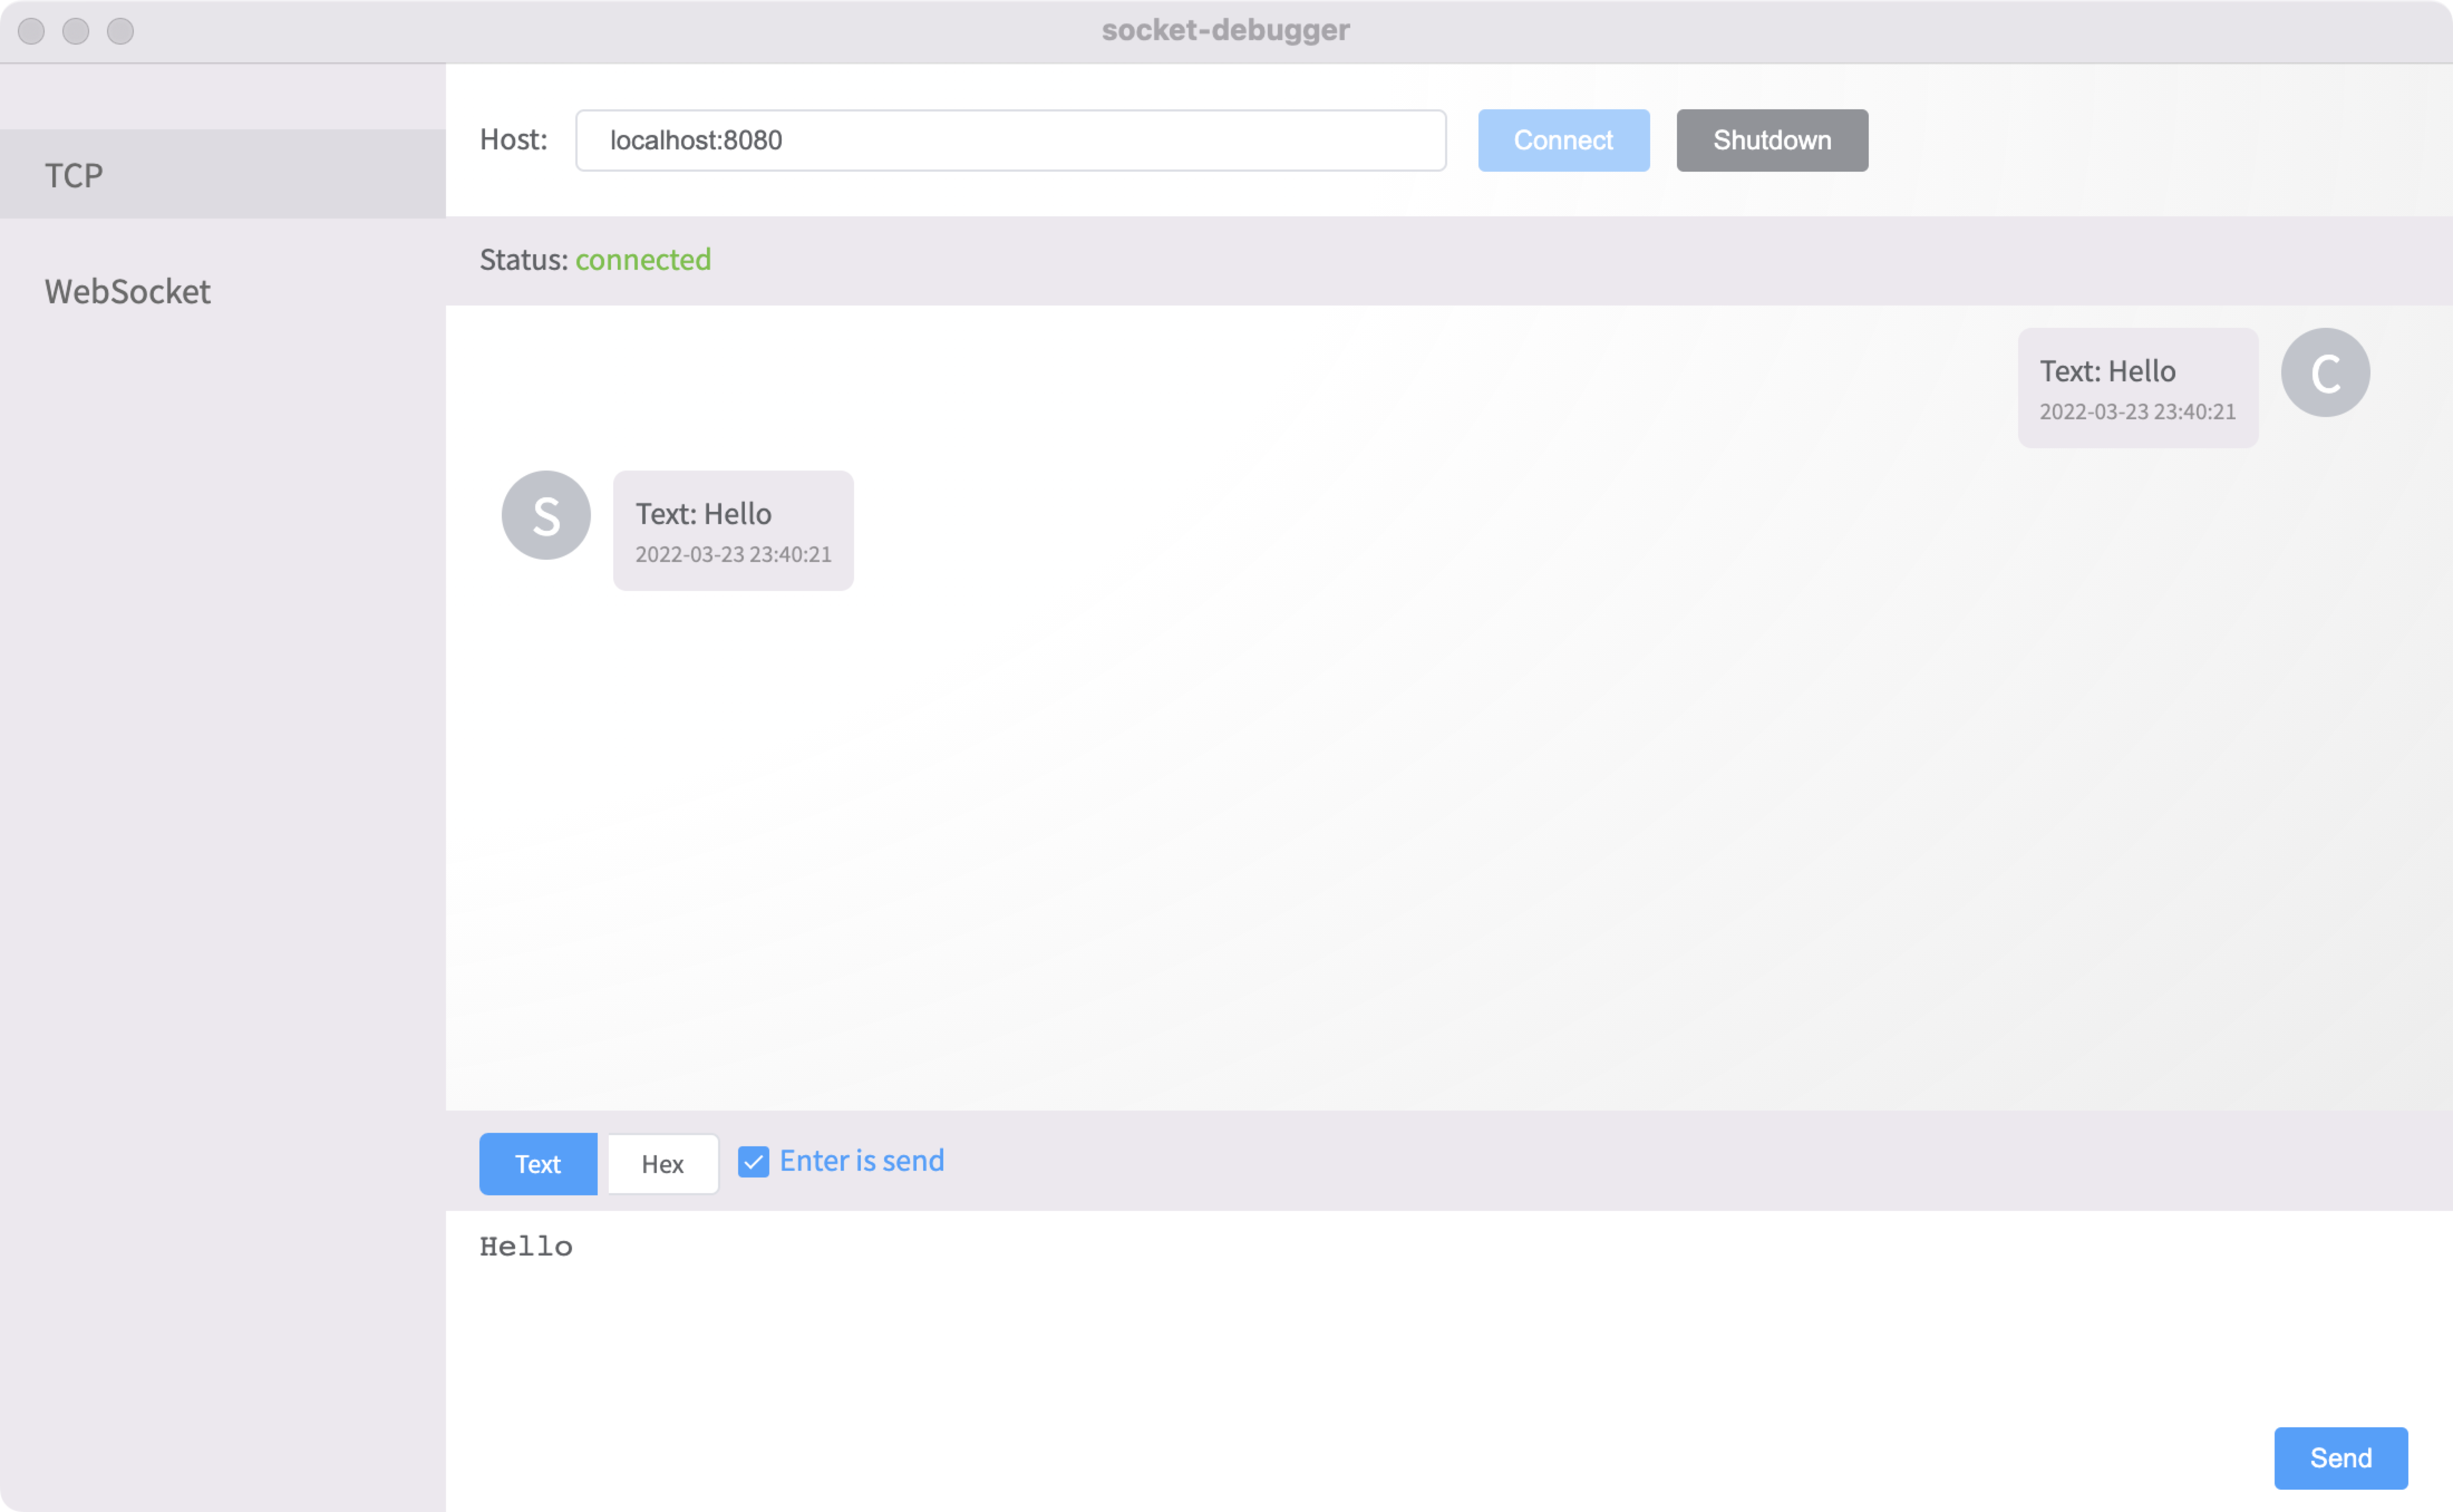 socket-debugger
TCP
WebSocket
Host: localhost:8080 Connect Shutdown
Status: connected
Text: Hello
2022-03-23 23:40:21
C
S
Text: Hello
2022-03-23 23:40:21
Text Hex Enter is send
Hello
Send